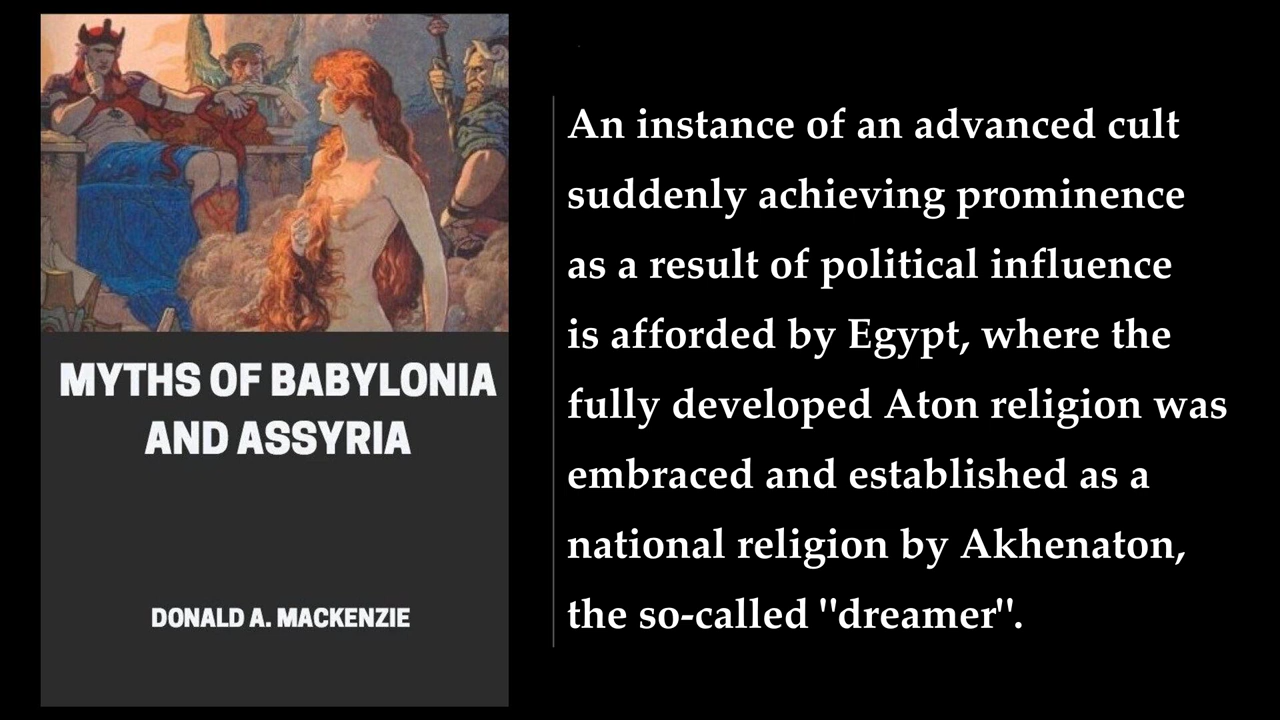 MYTHS OF BABYLONIA
AND ASSYRIA
DONALD A. MACKENZIE
An instance of an advanced cult
suddenly achieving prominence
as a result of political influence
is afforded by Egypt, where the
fully developed Aton religion was
embraced and established as a
national religion by Akhenaton,
the so-called "dreamer".